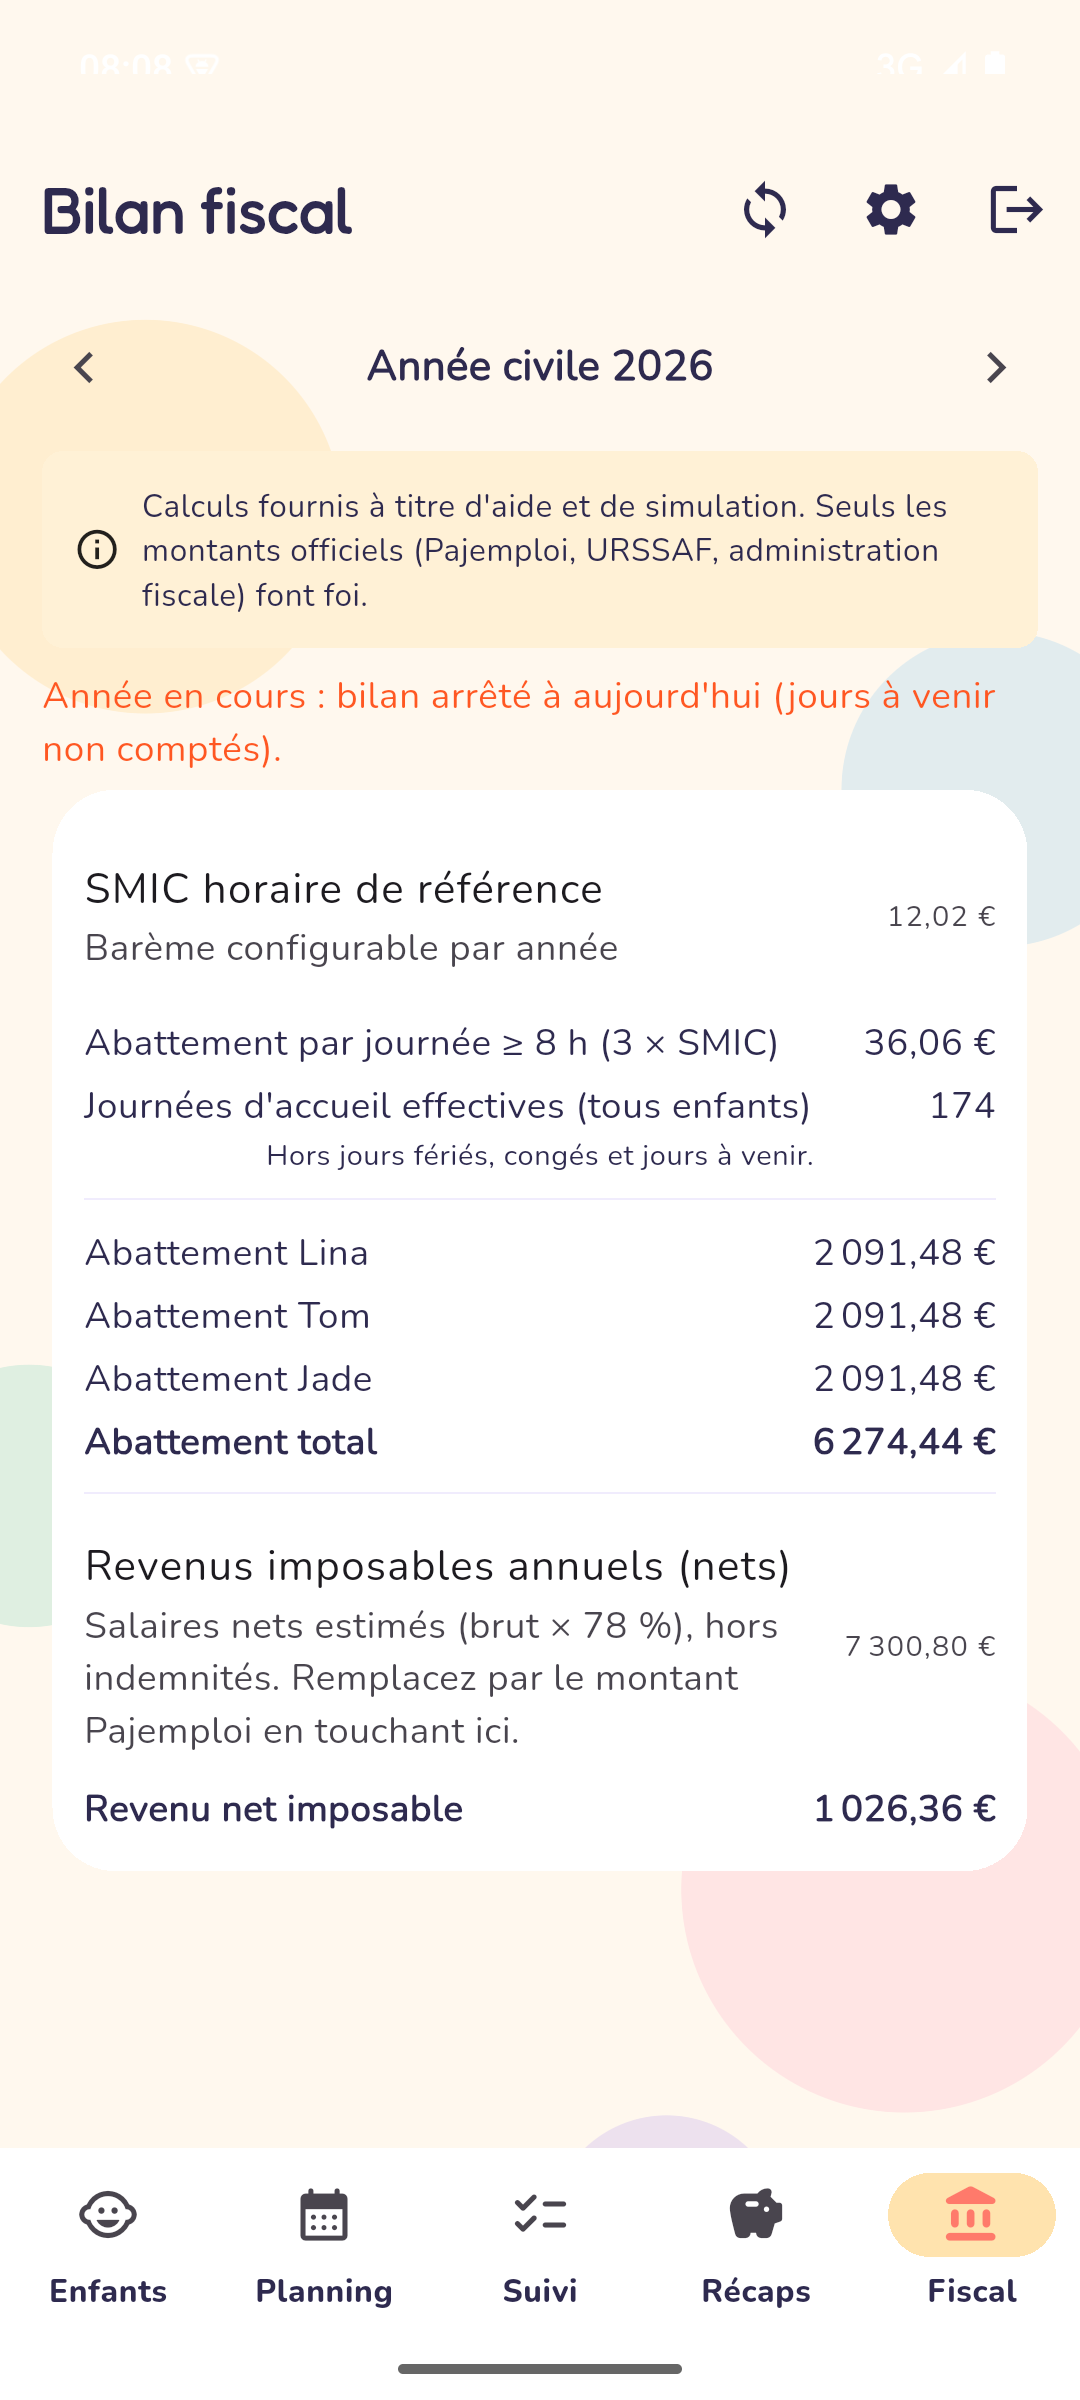 08:08
3G
Bilan fiscal
Année civile 2026
Calculs fournis à titre d'aide et de simulation. Seuls les
montants officiels (Pajemploi, URSSAF, administration
fiscale) font foi.
Année en cours : bilan arrêté à aujourd'hui (jours à venir
non comptés).
SMIC horaire de référence
Barème configurable par année
12,02 €
Abattement par journée ≥ 8 h (3 × SMIC) 36,06 €
Journées d'accueil effectives (tous enfants) 174
Hors jours fériés, congés et jours à venir.
Abattement Lina 2 091,48 €
Abattement Tom 2 091,48 €
Abattement Jade 2 091,48 €
Abattement total 6 274,44 €
Revenus imposables annuels (nets)
Salaires nets estimés (brut × 78 %), hors
indemnités. Remplacez par le montant
Pajemploi en touchant ici.
7 300,80 €
Revenu net imposable 1 026,36 €
Enfants Planning Suivi Récaps Fiscal